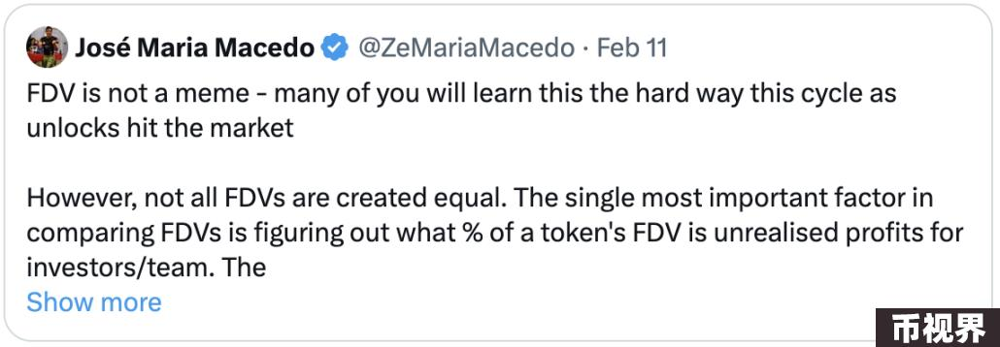 José Maria Macedo @ZeMariaMacedo · Feb 11
FDV is not a meme - many of you will learn this the hard way this cycle as
unlocks hit the market
However, not all FDVs are created equal. The single most important factor in
comparing FDVs is figuring out what % of a token's FDV is unrealised profits for
investors/team. The
Show more
币视界